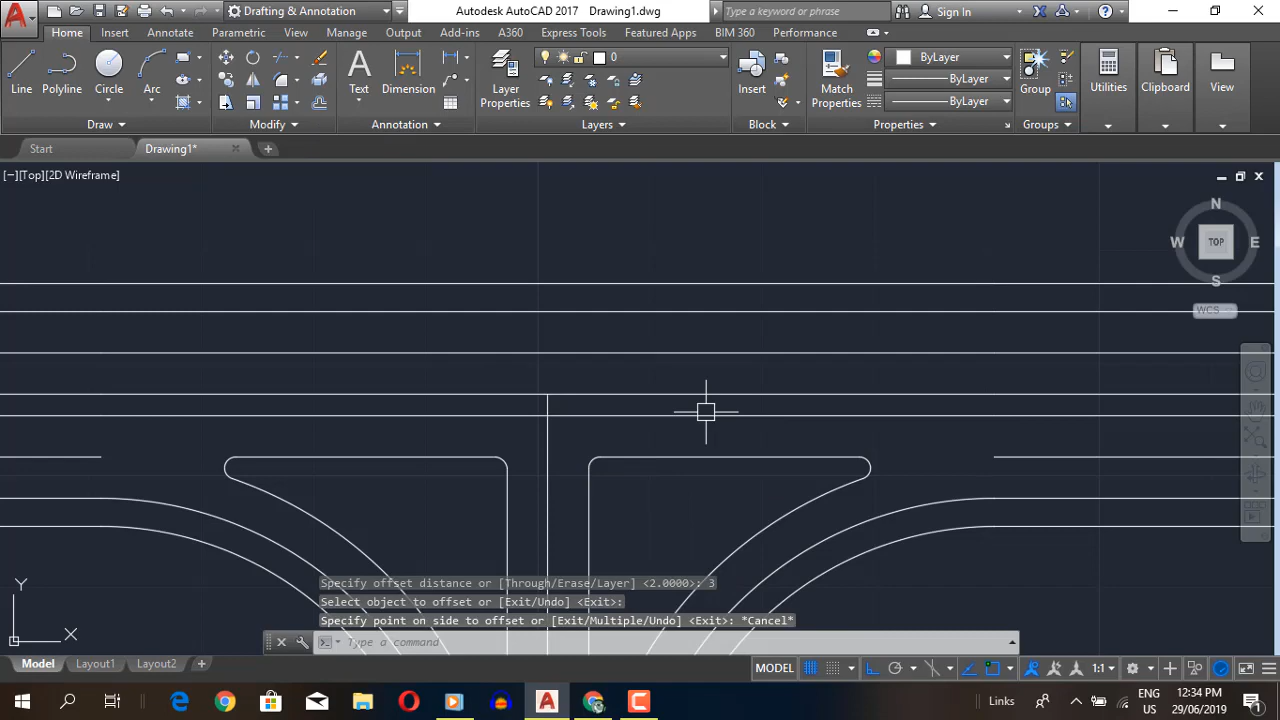 Drafting & Annotation
Autodesk AutoCAD 2017 Drawing1.dwg
Type a keyword or phrase
Sign In
Home Insert Annotate Parametric View Manage Output Add-ins A360 Express Tools Featured Apps BIM 360 Performance
Line Polyline Circle Arc
Text Dimension
Layer Properties
0
Insert
Match Properties
ByLayer
ByLayer
ByLayer
Group
Utilities
Clipboard
View
Draw Modify Annotation Layers Block Properties Groups
Start Drawing1*
[−][Top][2D Wireframe]
N
W TOP E
S
WCS
Specify offset distance or [Through/Erase/Layer] <2.0000>: 3
Select object to offset or [Exit/Undo] <Exit>:
Specify point on side to offset or [Exit/Multiple/Undo] <Exit>: *Cancel*
Type a command
Y
X
Model Layout1 Layout2
MODEL 1:1
Links
ENG
US
12:34 PM
29/06/2019
1